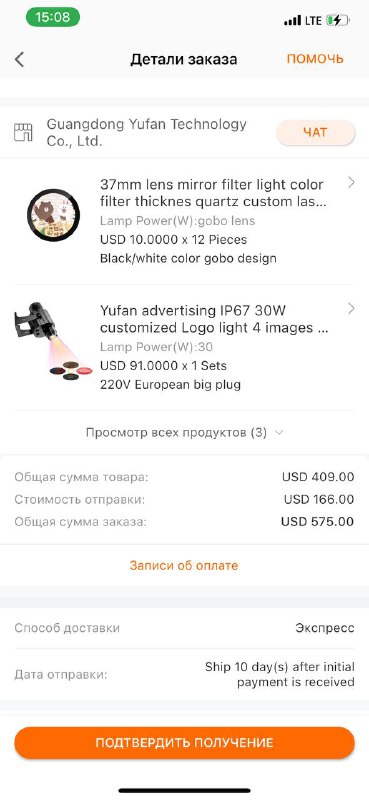 15:08
LTE
Детали заказа
ПОМОЧЬ
Guangdong Yufan Technology
Co., Ltd.
ЧАТ
37mm lens mirror filter light color
filter thicknes quartz custom las...
Lamp Power(W):gobo lens
USD 10.0000 x 12 Pieces
Black/white color gobo design
Yufan advertising IP67 30W
customized Logo light 4 images ...
Lamp Power(W):30
USD 91.0000 x 1 Sets
220V European big plug
Просмотр всех продуктов (3)
Общая сумма товара: USD 409.00
Стоимость отправки: USD 166.00
Общая сумма заказа: USD 575.00
Записи об оплате
Способ доставки Экспресс
Дата отправки: Ship 10 day(s) after initial
payment is received
ПОДТВЕРДИТЬ ПОЛУЧЕНИЕ